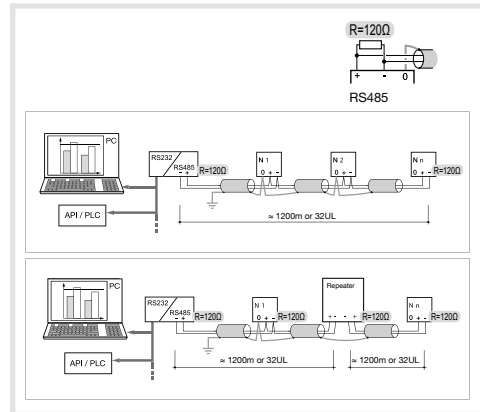 R=120Ω
+ - 0
RS485
PC
RS232
RS485
- +
R=120Ω
N 1
0 + -
N 2
0 + -
N n
0 + -
R=120Ω
API / PLC
≈ 1200m or 32UL
PC
RS232
RS485
- +
R=120Ω
N 1
0 + -
R=120Ω
Repeater
+ - - +
R=120Ω
N n
0 + -
R=120Ω
API / PLC
≈ 1200m or 32UL
≈ 1200m or 32UL